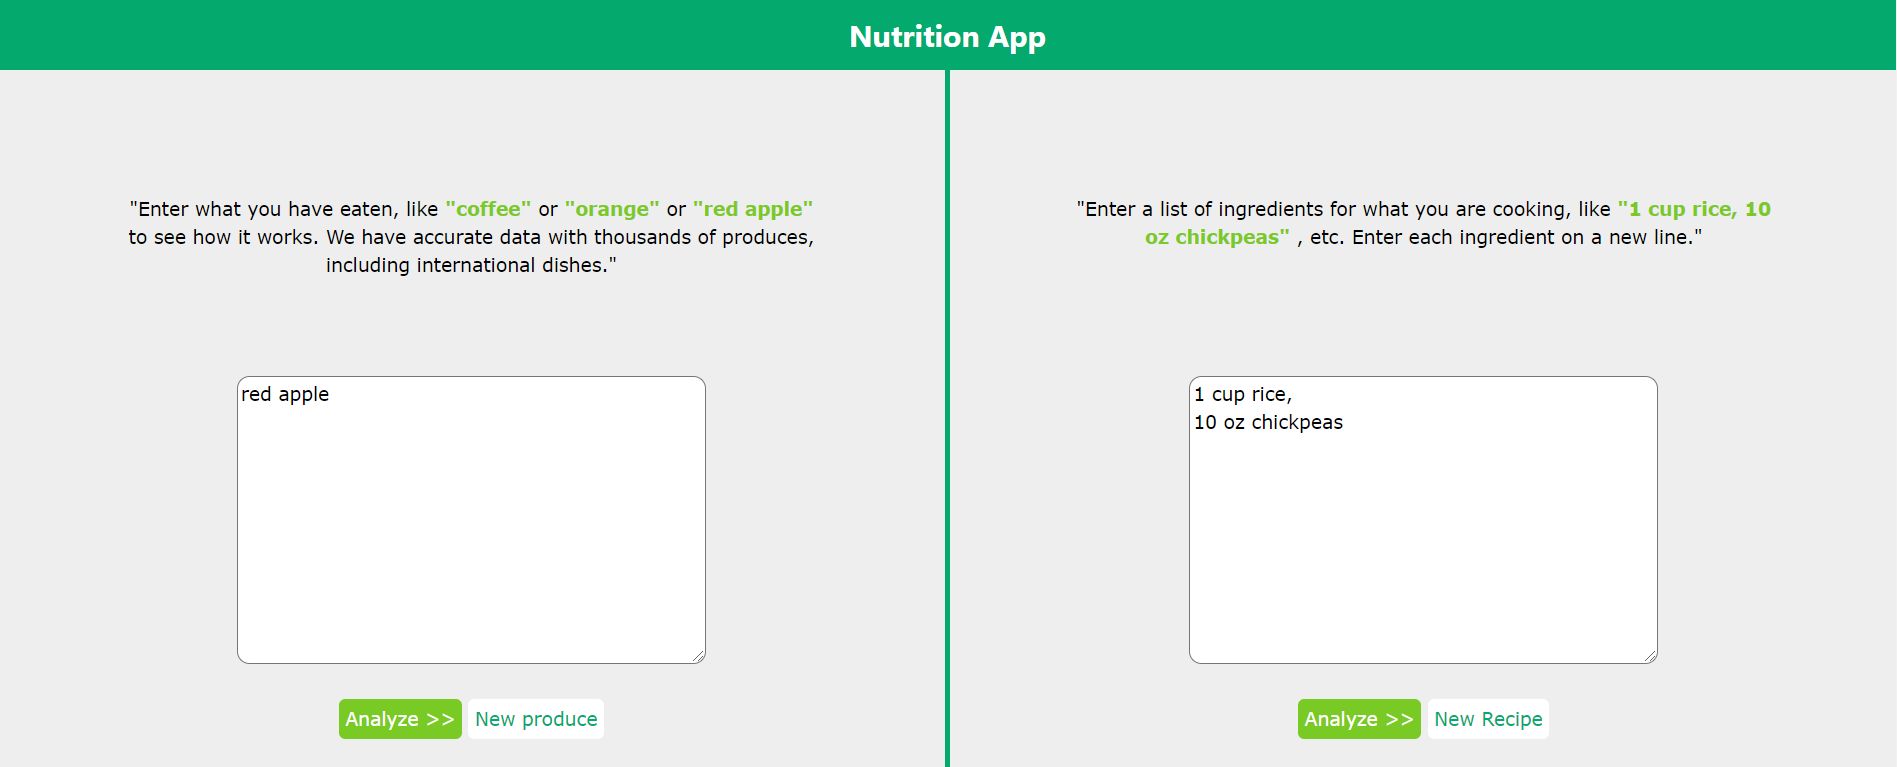 Nutrition App
"Enter what you have eaten, like "coffee" or "orange" or "red apple"
to see how it works. We have accurate data with thousands of produces,
including international dishes."
red apple
Analyze >>
New produce
"Enter a list of ingredients for what you are cooking, like "1 cup rice, 10
oz chickpeas" , etc. Enter each ingredient on a new line."
1 cup rice,
10 oz chickpeas
Analyze >>
New Recipe